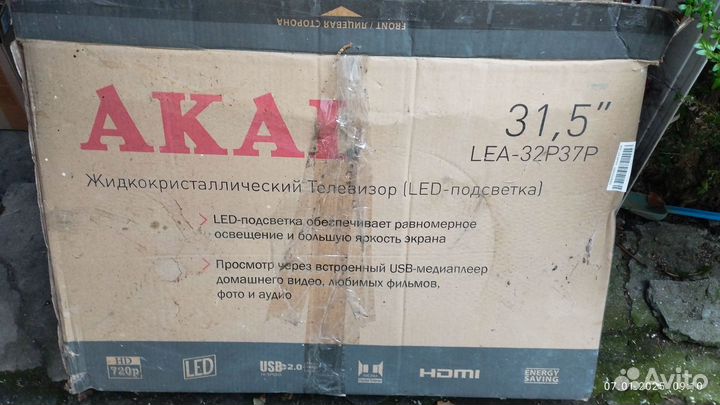 FRONT / ЛИЦЕВАЯ СТОРОНА
AKAI
31,5"
LEA-32P37P
Жидкокристаллический Телевизор (LED-подсветка)
LED-подсветка обеспечивает равномерное
освещение и большую яркость экрана
Просмотр через встроенный USB-медиаплеер
домашнего видео, любимых фильмов,
фото и аудио
HD
720p
LED
USB 2.0
HDMI
ENERGY
SAVING
Avito
07.01.2025 09:10